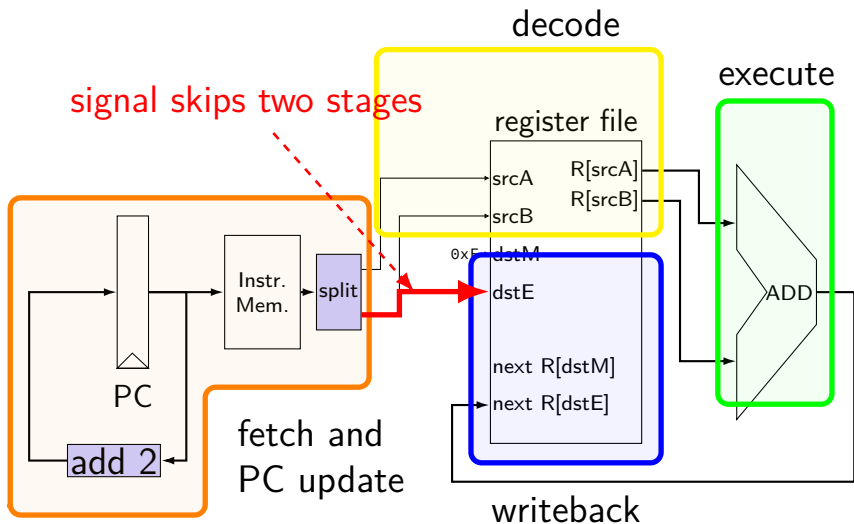 decode
execute
signal skips two stages
register file
srcA
R[srcA]
R[srcB]
srcB
0xF
dstM
Instr.
Mem.
split
dstE
ADD
next R[dstM]
PC
next R[dstE]
add 2
fetch and
PC update
writeback